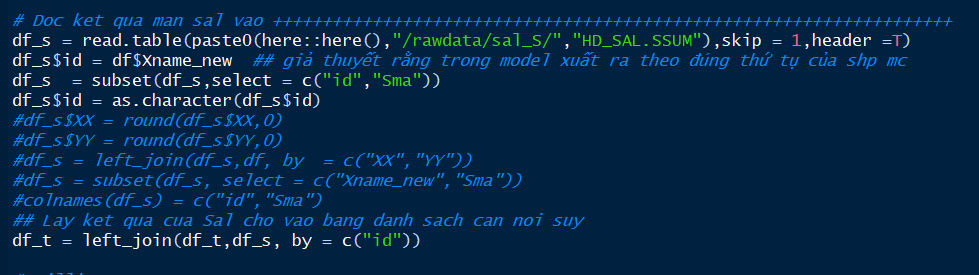 # Doc ket qua man sal vao ++++++++++++++++++++++++++++++++++++++++++++++++++++++++++++++++++++
df_s = read.table(paste0(here::here(),"/rawdata/sal_S/","HD_SAL.SSUM"),skip = 1,header =T)
df_s$id = df$Xname_new  ## giả thuyết rằng trong model xuất ra theo đúng thứ tụ của shp mc
df_s  = subset(df_s,select = c("id","Sma"))
df_s$id = as.character(df_s$id)
#df_s$XX = round(df_s$XX,0)
#df_s$YY = round(df_s$YY,0)
#df_s = left_join(df_s,df, by  = c("XX","YY"))
#df_s = subset(df_s, select = c("Xname_new","Sma"))
#colnames(df_s) = c("id","Sma")
## Lay ket qua cua Sal cho vao bang danh sach can noi suy
df_t = left_join(df_t,df_s, by = c("id"))